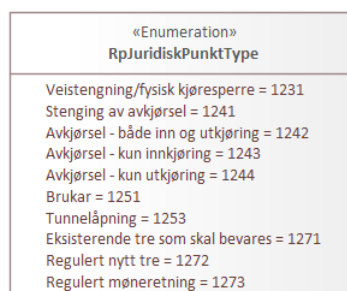 «Enumeration»
RpJuridiskPunktType
Veistengning/fysisk kjøresperre = 1231
Stenging av avkjørsel = 1241
Avkjørsel - både inn og utkjøring = 1242
Avkjørsel - kun innkjøring = 1243
Avkjørsel - kun utkjøring = 1244
Brukar = 1251
Tunnelåpning = 1253
Eksisterende tre som skal bevares = 1271
Regulert nytt tre = 1272
Regulert møneretning = 1273